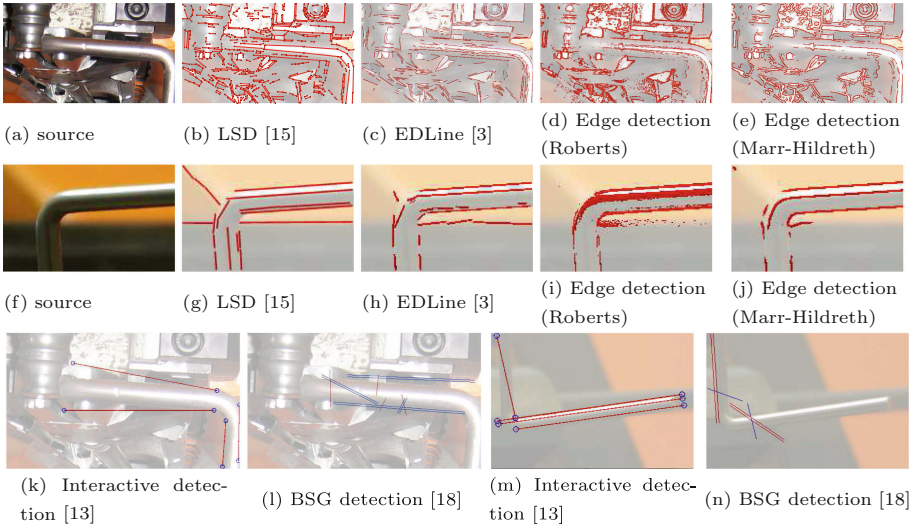 (a) source
(b) LSD [15]
(c) EDLine [3]
(d) Edge detection
(Roberts)
(e) Edge detection
(Marr-Hildreth)
(f) source
(g) LSD [15]
(h) EDLine [3]
(i) Edge detection
(Roberts)
(j) Edge detection
(Marr-Hildreth)
(k) Interactive detec-
tion [13]
(l) BSG detection [18]
(m) Interactive detec-
tion [13]
(n) BSG detection [18]